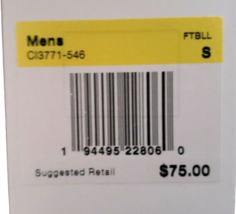 Mens FTBLL
CI3771-546 S
1 94495 22806 0
Suggested Retail $75.00